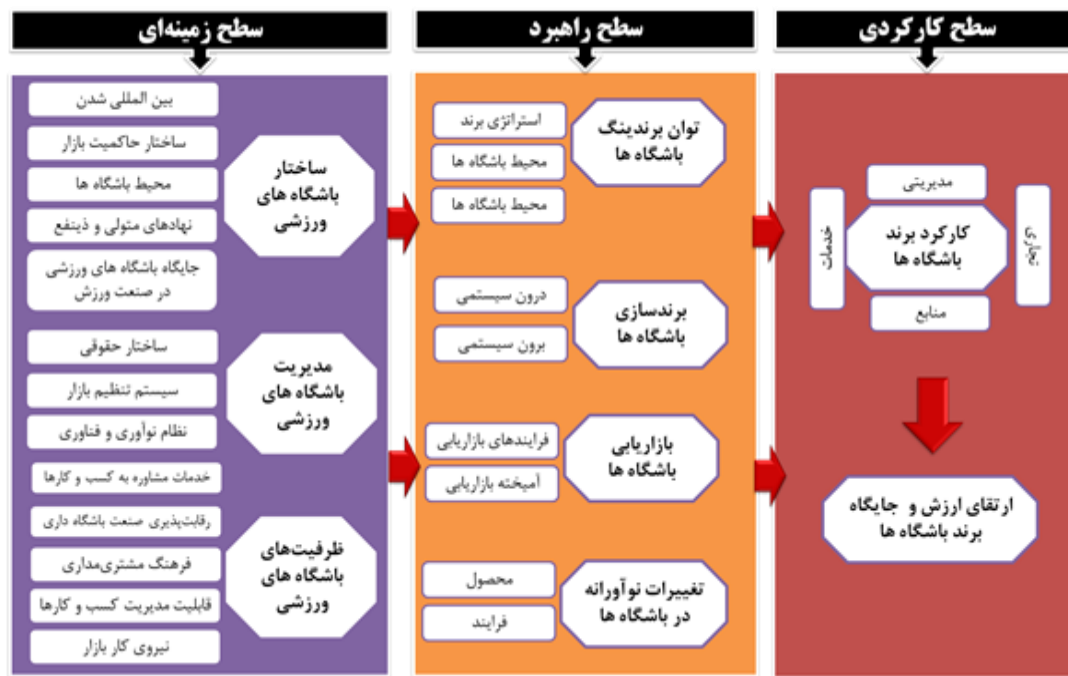 سطح زمینه‌ای
بین المللی شدن
ساختار حاکمیت بازار
محیط باشگاه ها
نهادهای متولی و ذینفع
جایگاه باشگاه های ورزشی
در صنعت ورزش
ساختار
باشگاه های
ورزشی
ساختار حقوقی
سیستم تنظیم بازار
نظام نوآوری و فناوری
مدیریت
باشگاه های
ورزشی
خدمات مشاوره به کسب و کارها
رقابت‌پذیری صنعت باشگاه داری
فرهنگ مشتری‌مداری
قابلیت مدیریت کسب و کارها
نیروی کار بازار
ظرفیت‌های
باشگاه های
ورزشی
سطح راهبرد
استراتژی برند
محیط باشگاه ها
محیط باشگاه ها
توان برندینگ
باشگاه ها
درون سیستمی
برون سیستمی
برندسازی
باشگاه ها
فرایندهای بازاریابی
آمیخته بازاریابی
بازاریابی
باشگاه ها
محصول
فرایند
تغییرات نوآورانه
در باشگاه ها
سطح کارکردی
مدیریتی
خدمات
کارکرد برند
باشگاه ها
تجاری
منابع
ارتقای ارزش و جایگاه
برند باشگاه ها